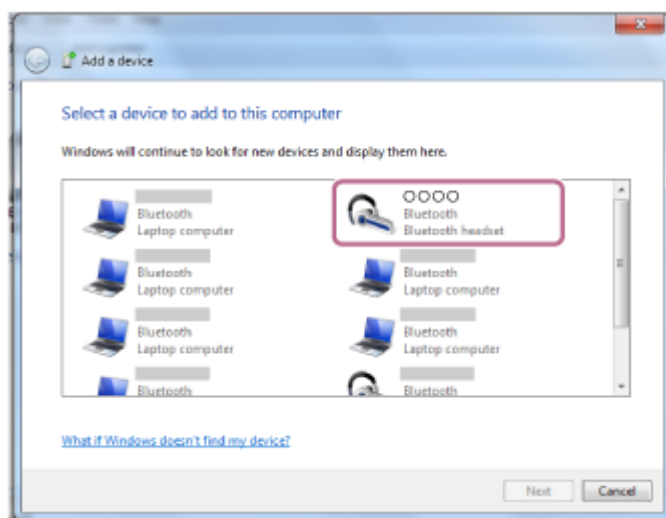 Add a device
Select a device to add to this computer
Windows will continue to look for new devices and display them here.
Bluetooth
Laptop computer
○○○○
Bluetooth
Bluetooth headset
Bluetooth
Laptop computer
Bluetooth
Laptop computer
Bluetooth
Laptop computer
Bluetooth
Laptop computer
Bluetooth
Bluetooth
What if Windows doesn't find my device?
Next
Cancel